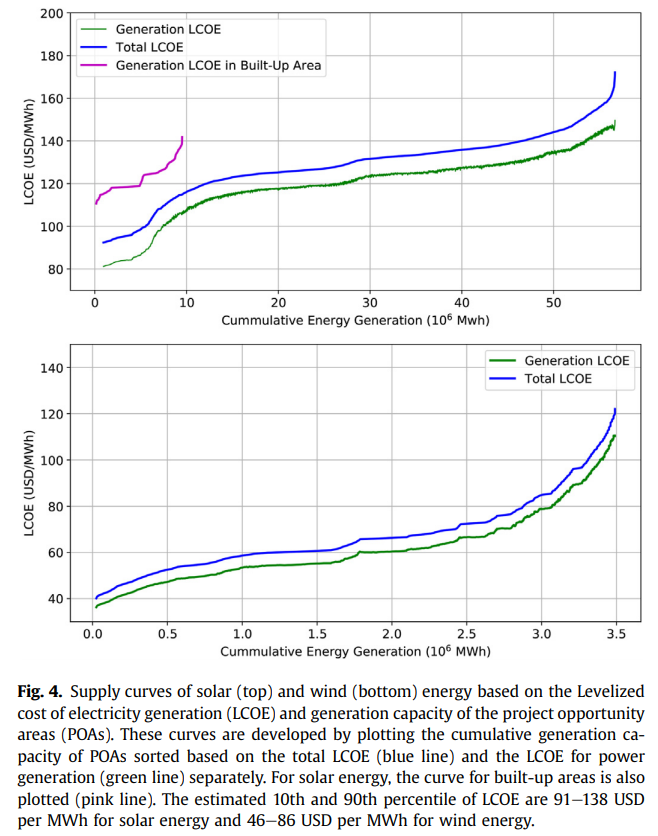 200
180
160
140
120
100
80
LCOE (USD/MWh)
Generation LCOE
Total LCOE
Generation LCOE in Built-Up Area
0 10 20 30 40 50
Cummulative Energy Generation (10⁶ Mwh)
140
120
100
80
60
40
LCOE (USD/MWh)
Generation LCOE
Total LCOE
0.0 0.5 1.0 1.5 2.0 2.5 3.0 3.5
Cummulative Energy Generation (10⁶ MWh)
Fig. 4. Supply curves of solar (top) and wind (bottom) energy based on the Levelized
cost of electricity generation (LCOE) and generation capacity of the project opportunity
areas (POAs). These curves are developed by plotting the cumulative generation ca-
pacity of POAs sorted based on the total LCOE (blue line) and the LCOE for power
generation (green line) separately. For solar energy, the curve for built-up areas is also
plotted (pink line). The estimated 10th and 90th percentile of LCOE are 91–138 USD
per MWh for solar energy and 46–86 USD per MWh for wind energy.